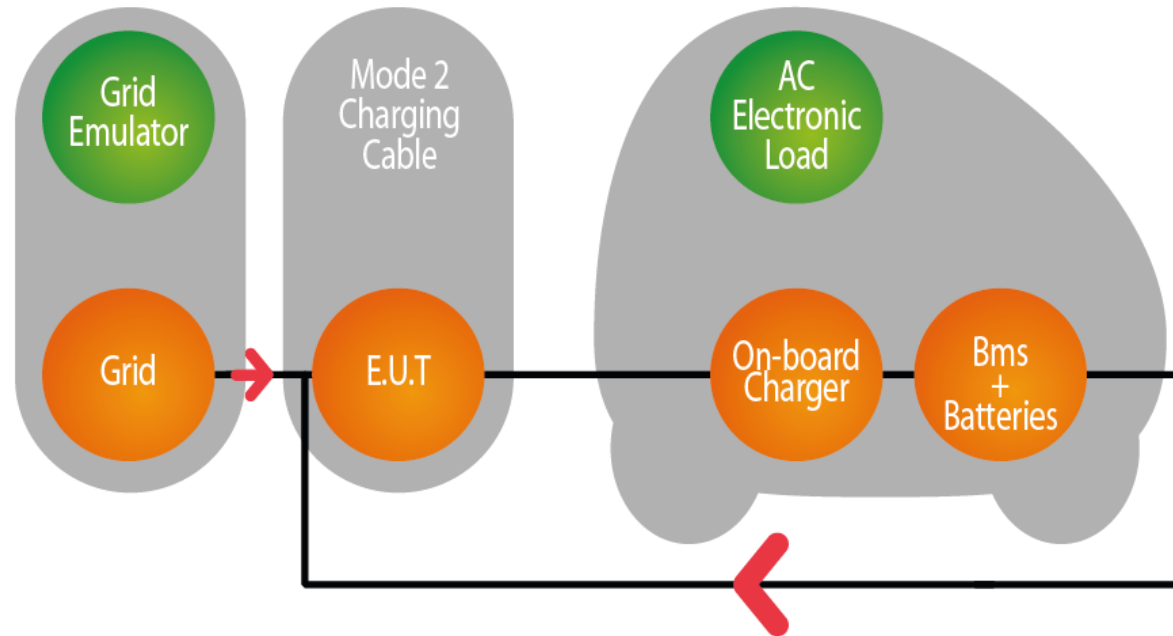 Grid
Emulator
Mode 2
Charging
Cable
AC
Electronic
Load
Grid
E.U.T
On-board
Charger
Bms
+
Batteries